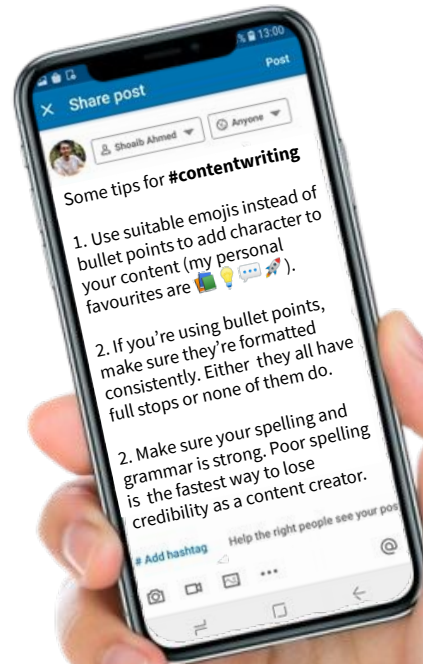 % 13:00
Share post
Post
Shoaib Ahmed
Anyone
Some tips for #contentwriting
1. Use suitable emojis instead of
bullet points to add character to
your content (my personal
favourites are 📚 💡 💬 🚀 ).
2. If you’re using bullet points,
make sure they’re formatted
consistently. Either they all have
full stops or none of them do.
2. Make sure your spelling and
grammar is strong. Poor spelling
is the fastest way to lose
credibility as a content creator.
# Add hashtag
Help the right people see your pos
@